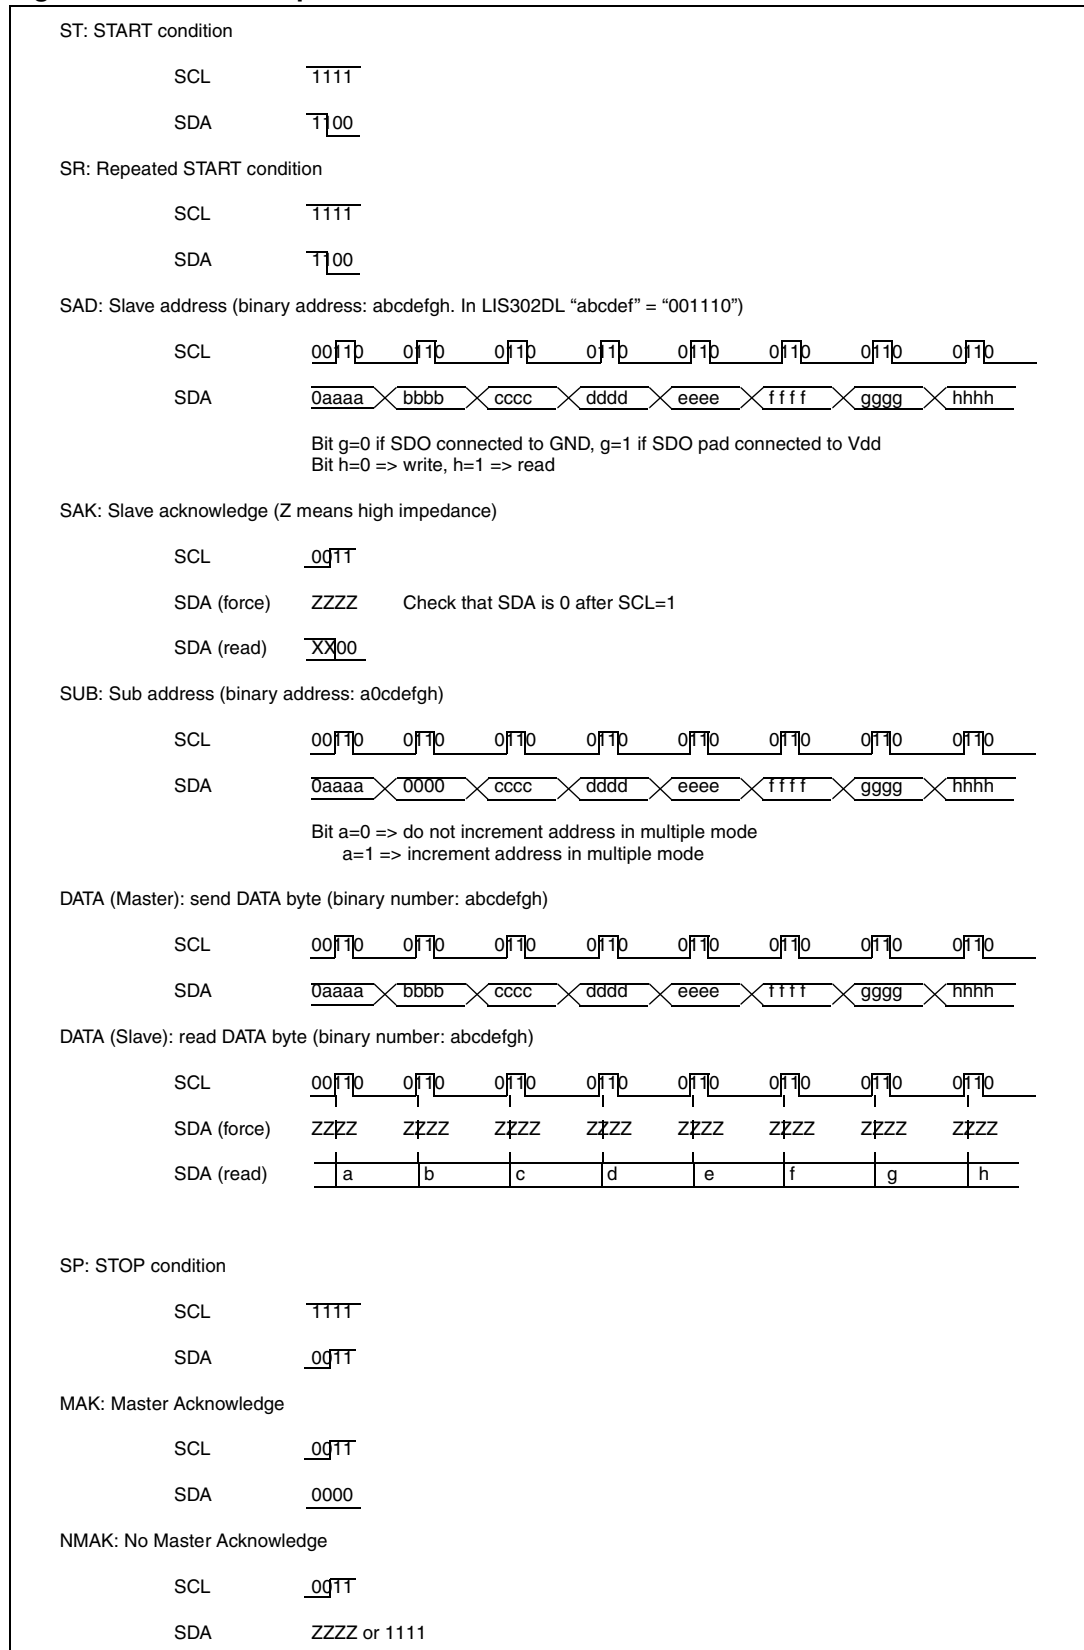 ST: START condition
SCL 1111
SDA 1100
SR: Repeated START condition
SCL 1111
SDA 1100
SAD: Slave address (binary address: abcdefgh. In LIS302DL “abcdef” = “001110”)
SCL 00110 0110 0110 0110 0110 0110 0110 0110
SDA 0aaaa bbbb cccc dddd eeee f f f f gggg hhhh
Bit g=0 if SDO connected to GND, g=1 if SDO pad connected to Vdd
Bit h=0 => write, h=1 => read
SAK: Slave acknowledge (Z means high impedance)
SCL 0011
SDA (force) ZZZZ Check that SDA is 0 after SCL=1
SDA (read) XX00
SUB: Sub address (binary address: a0cdefgh)
SCL 00110 0110 0110 0110 0110 0110 0110 0110
SDA 0aaaa 0000 cccc dddd eeee f f f f gggg hhhh
Bit a=0 => do not increment address in multiple mode
a=1 => increment address in multiple mode
DATA (Master): send DATA byte (binary number: abcdefgh)
SCL 00110 0110 0110 0110 0110 0110 0110 0110
SDA 0aaaa bbbb cccc dddd eeee f f f f gggg hhhh
DATA (Slave): read DATA byte (binary number: abcdefgh)
SCL 00110 0110 0110 0110 0110 0110 0110 0110
SDA (force) ZZZZ ZZZZ ZZZZ ZZZZ ZZZZ ZZZZ ZZZZ ZZZZ
SDA (read) a b c d e f g h
SP: STOP condition
SCL 1111
SDA 0011
MAK: Master Acknowledge
SCL 0011
SDA 0000
NMAK: No Master Acknowledge
SCL 0011
SDA ZZZZ or 1111